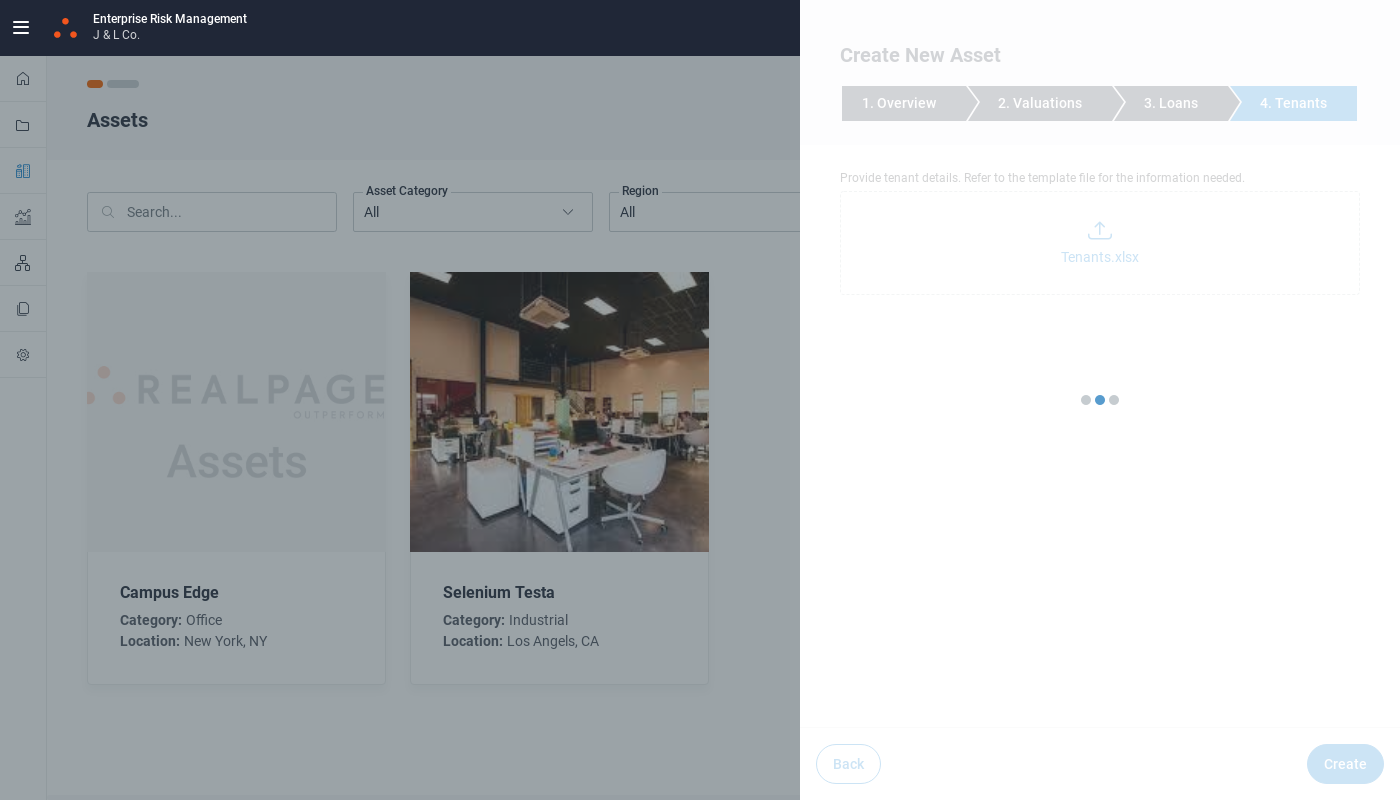 Enterprise Risk Management
J & L Co.
Assets
Search...
Asset Category
All
Region
All
REALPAGE
OUTPERFORM
Assets
Campus Edge
Category: Office
Location: New York, NY
Selenium Testa
Category: Industrial
Location: Los Angels, CA
Create New Asset
1. Overview
2. Valuations
3. Loans
4. Tenants
Provide tenant details. Refer to the template file for the information needed.
Tenants.xlsx
Back
Create